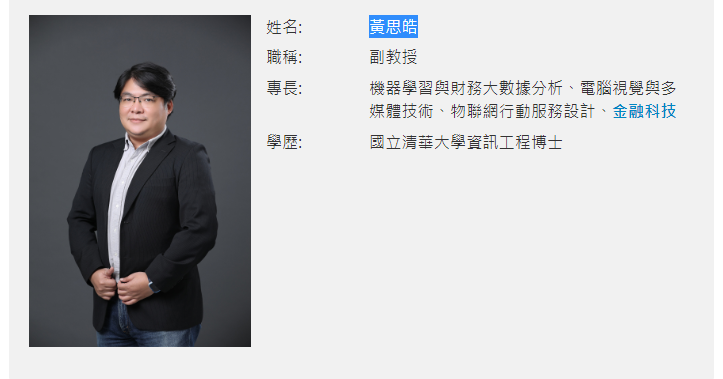 姓名: 黃思皓
職稱: 副教授
專長: 機器學習與財務大數據分析、電腦視覺與多
媒體技術、物聯網行動服務設計、金融科技
學歷: 國立清華大學資訊工程博士